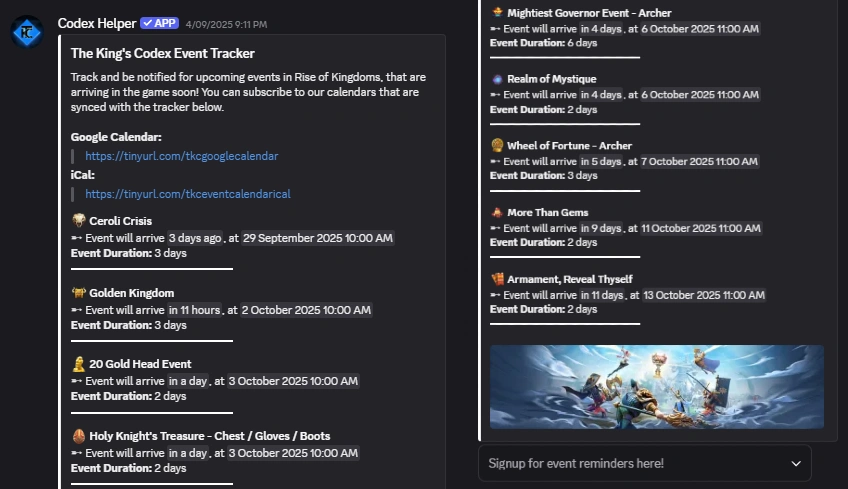 Codex Helper ✓ APP 4/09/2025 9:11 PM
The King's Codex Event Tracker
Track and be notified for upcoming events in Rise of Kingdoms, that are
arriving in the game soon! You can subscribe to our calendars that are
synced with the tracker below.
Google Calendar:
https://tinyurl.com/tkcgooglecalendar
iCal:
https://tinyurl.com/tkceventcalendarical
Ceroli Crisis
➵ Event will arrive 3 days ago, at 29 September 2025 10:00 AM
Event Duration: 3 days
Golden Kingdom
➵ Event will arrive in 11 hours, at 2 October 2025 10:00 AM
Event Duration: 3 days
20 Gold Head Event
➵ Event will arrive in a day, at 3 October 2025 10:00 AM
Event Duration: 2 days
Holy Knight's Treasure - Chest / Gloves / Boots
➵ Event will arrive in a day, at 3 October 2025 10:00 AM
Event Duration: 2 days
Mightiest Governor Event - Archer
➵ Event will arrive in 4 days, at 6 October 2025 11:00 AM
Event Duration: 6 days
Realm of Mystique
➵ Event will arrive in 4 days, at 6 October 2025 11:00 AM
Event Duration: 2 days
Wheel of Fortune - Archer
➵ Event will arrive in 5 days, at 7 October 2025 11:00 AM
Event Duration: 3 days
More Than Gems
➵ Event will arrive in 9 days, at 11 October 2025 11:00 AM
Event Duration: 2 days
Armament, Reveal Thyself
➵ Event will arrive in 11 days, at 13 October 2025 11:00 AM
Event Duration: 2 days
Signup for event reminders here!